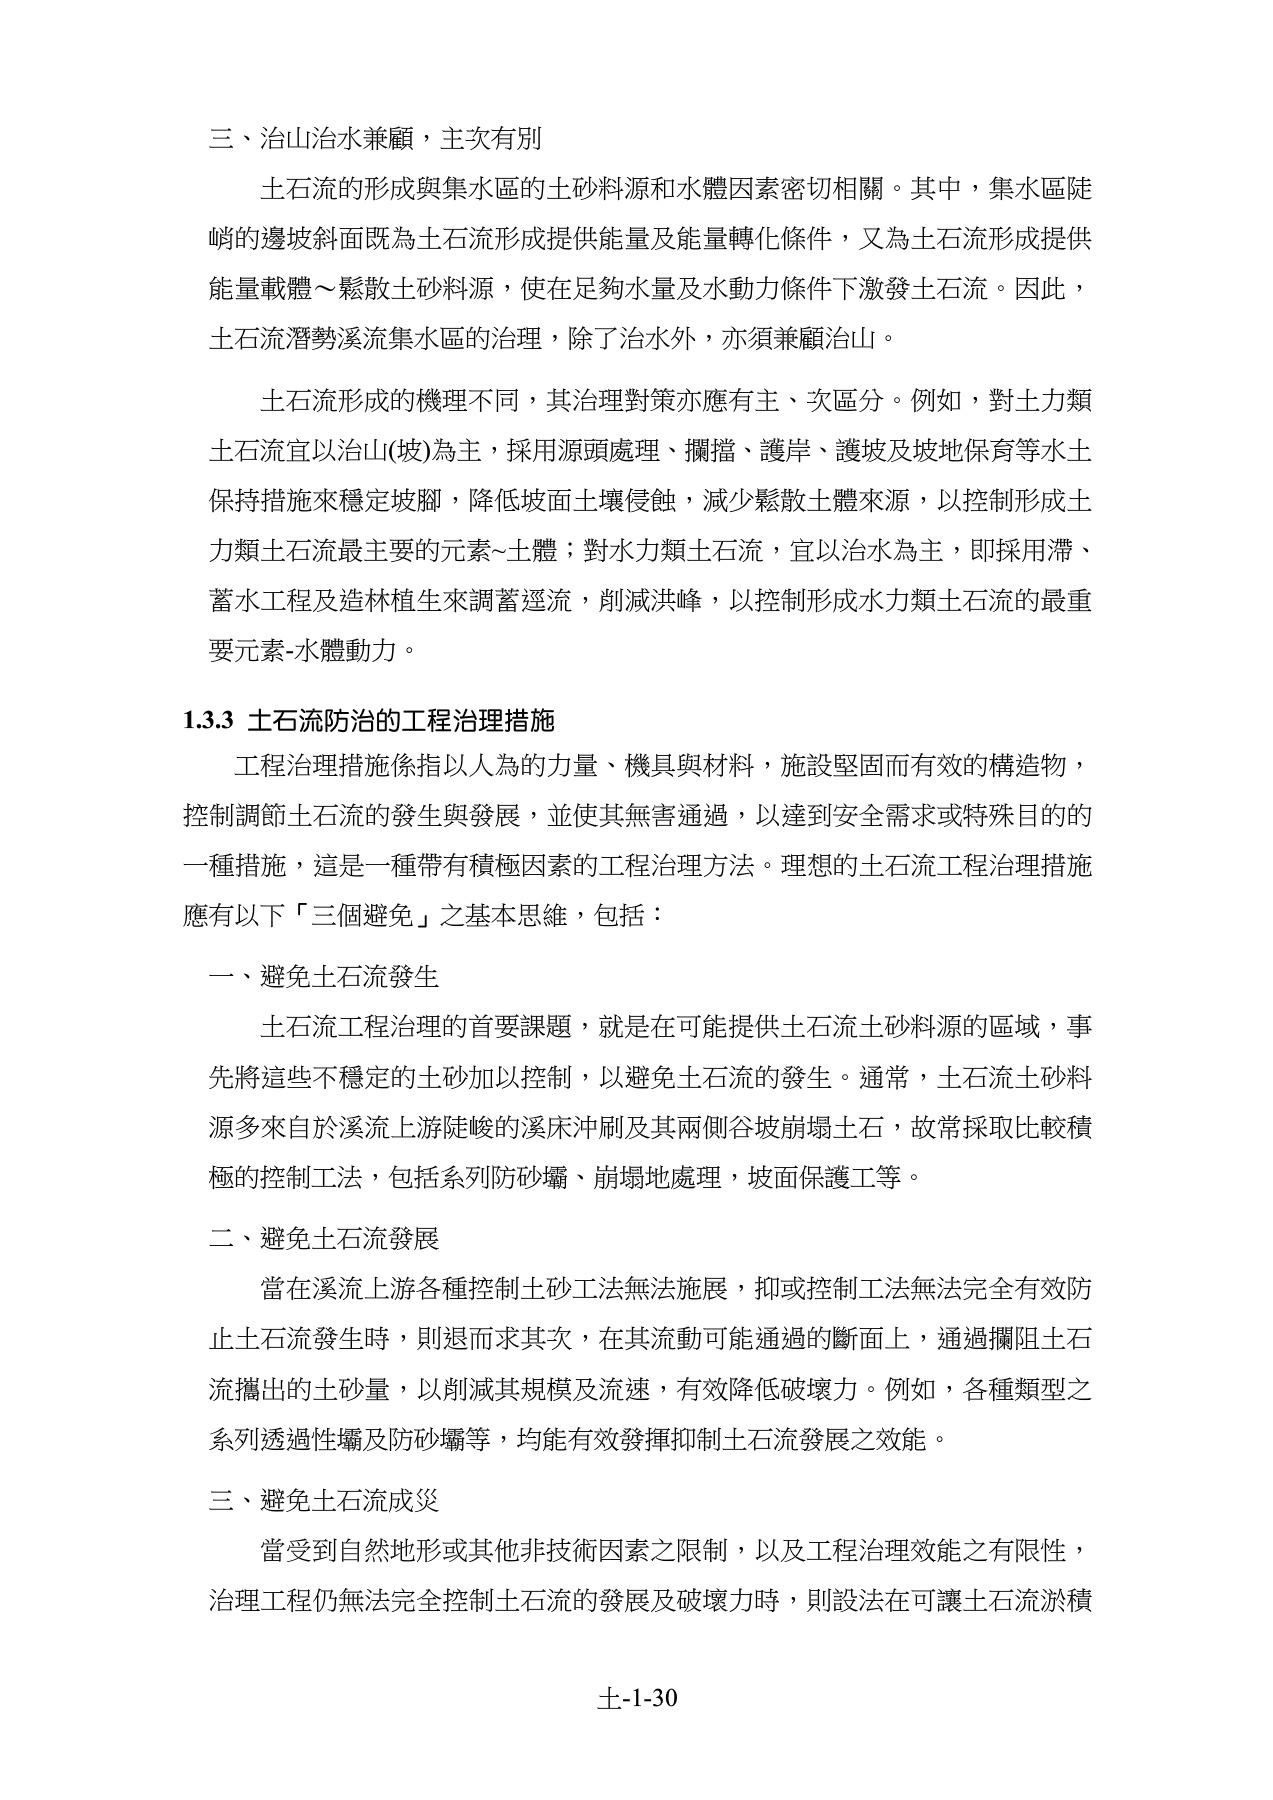 三、治山治水兼顧，主次有別
土石流的形成與集水區的土砂料源和水體因素密切相關。其中，集水區陡
峭的邊坡斜面既為土石流形成提供能量及能量轉化條件，又為土石流形成提供
能量載體～鬆散土砂料源，使在足夠水量及水動力條件下激發土石流。因此，
土石流潛勢溪流集水區的治理，除了治水外，亦須兼顧治山。
土石流形成的機理不同，其治理對策亦應有主、次區分。例如，對土力類
土石流宜以治山(坡)為主，採用源頭處理、攔擋、護岸、護坡及坡地保育等水土
保持措施來穩定坡腳，降低坡面土壤侵蝕，減少鬆散土體來源，以控制形成土
力類土石流最主要的元素~土體；對水力類土石流，宜以治水為主，即採用滯、
蓄水工程及造林植生來調蓄逕流，削減洪峰，以控制形成水力類土石流的最重
要元素-水體動力。
1.3.3 土石流防治的工程治理措施
工程治理措施係指以人為的力量、機具與材料，施設堅固而有效的構造物，
控制調節土石流的發生與發展，並使其無害通過，以達到安全需求或特殊目的的
一種措施，這是一種帶有積極因素的工程治理方法。理想的土石流工程治理措施
應有以下「三個避免」之基本思維，包括：
一、避免土石流發生
土石流工程治理的首要課題，就是在可能提供土石流土砂料源的區域，事
先將這些不穩定的土砂加以控制，以避免土石流的發生。通常，土石流土砂料
源多來自於溪流上游陡峻的溪床沖刷及其兩側谷坡崩塌土石，故常採取比較積
極的控制工法，包括系列防砂壩、崩塌地處理，坡面保護工等。
二、避免土石流發展
當在溪流上游各種控制土砂工法無法施展，抑或控制工法無法完全有效防
止土石流發生時，則退而求其次，在其流動可能通過的斷面上，通過攔阻土石
流攜出的土砂量，以削減其規模及流速，有效降低破壞力。例如，各種類型之
系列透過性壩及防砂壩等，均能有效發揮抑制土石流發展之效能。
三、避免土石流成災
當受到自然地形或其他非技術因素之限制，以及工程治理效能之有限性，
治理工程仍無法完全控制土石流的發展及破壞力時，則設法在可讓土石流淤積
土-1-30